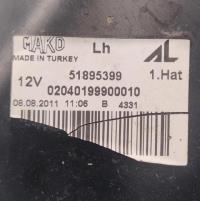 MAKO Lh AL
MADE IN TURKEY
51895399 1.Hat
12V
02040199900010
08.08.2011 11:06 B 4331